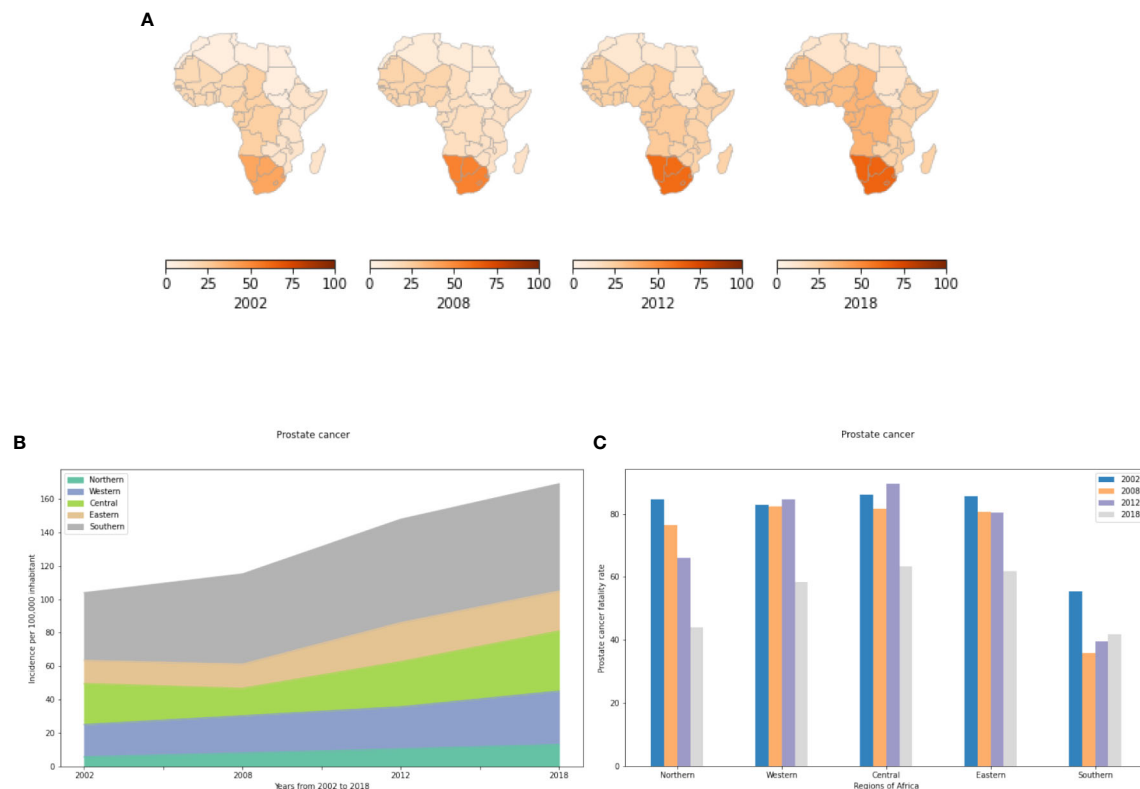 A
0 25 50 75 100
2002
0 25 50 75 100
2008
0 25 50 75 100
2012
0 25 50 75 100
2018
B
Prostate cancer
Northern
Western
Central
Eastern
Southern
Incidence per 100,000 inhabitant
160
140
120
100
80
60
40
20
0
2002 2008 2012 2018
Years from 2002 to 2018
C
Prostate cancer
2002
2008
2012
2018
Prostate cancer fatality rate
80
60
40
20
0
Northern Western Central Eastern Southern
Regions of Africa